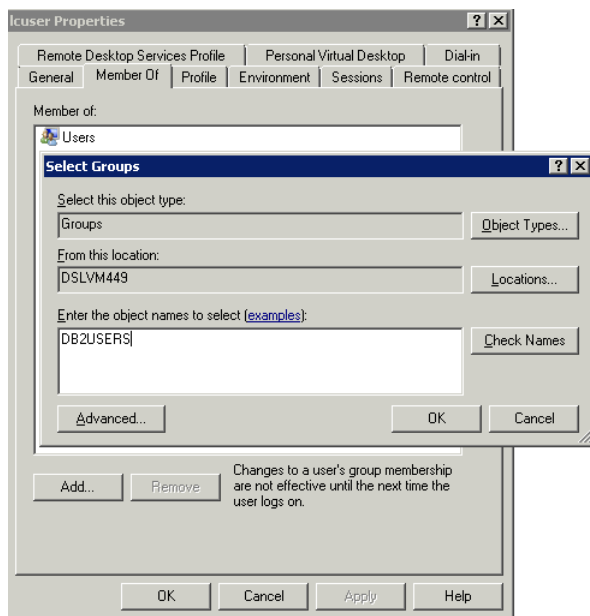 lcuser Properties
Remote Desktop Services Profile
Personal Virtual Desktop
Dial-in
General
Member Of
Profile
Environment
Sessions
Remote control
Member of:
Users
Select Groups
Select this object type:
Groups
Object Types...
From this location:
DSLVM449
Locations...
Enter the object names to select (examples):
DB2USERS
Check Names
Advanced...
OK
Cancel
Add...
Remove
Changes to a user's group membership
are not effective until the next time the
user logs on.
OK
Cancel
Apply
Help